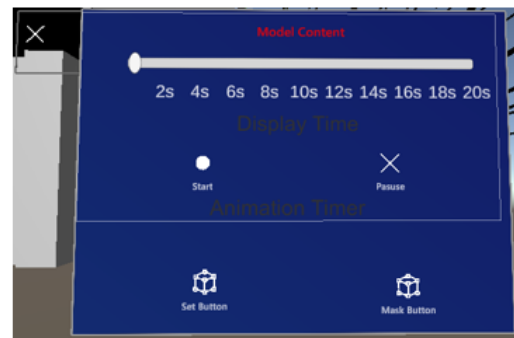 Model Content
2s 4s 6s 8s 10s 12s 14s 16s 18s 20s
Display Time
Start Pasuse
Animation Timer
Set Button Mask Button